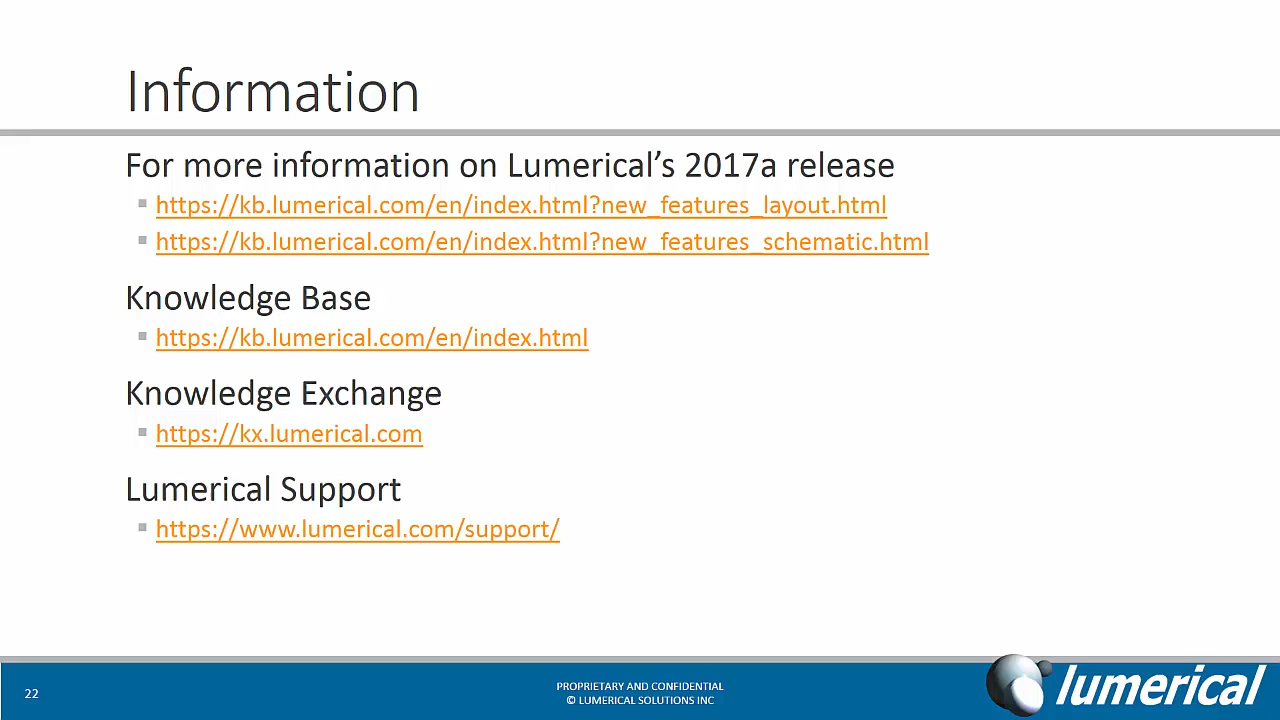 Information
For more information on Lumerical’s 2017a release
https://kb.lumerical.com/en/index.html?new_features_layout.html
https://kb.lumerical.com/en/index.html?new_features_schematic.html
Knowledge Base
https://kb.lumerical.com/en/index.html
Knowledge Exchange
https://kx.lumerical.com
Lumerical Support
https://www.lumerical.com/support/
22
PROPRIETARY AND CONFIDENTIAL
© LUMERICAL SOLUTIONS INC
lumerical